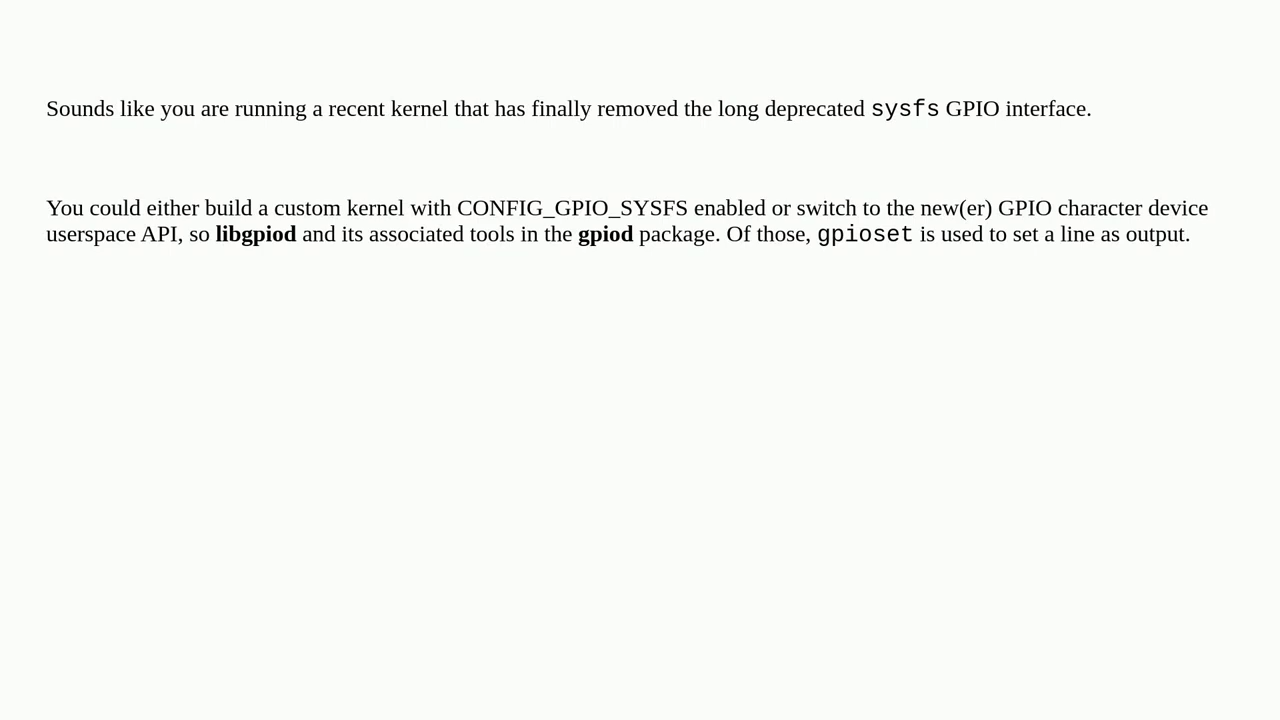 Sounds like you are running a recent kernel that has finally removed the long deprecated sysfs GPIO interface.
You could either build a custom kernel with CONFIG_GPIO_SYSFS enabled or switch to the new(er) GPIO character device
userspace API, so libgpiod and its associated tools in the gpiod package. Of those, gpioset is used to set a line as output.